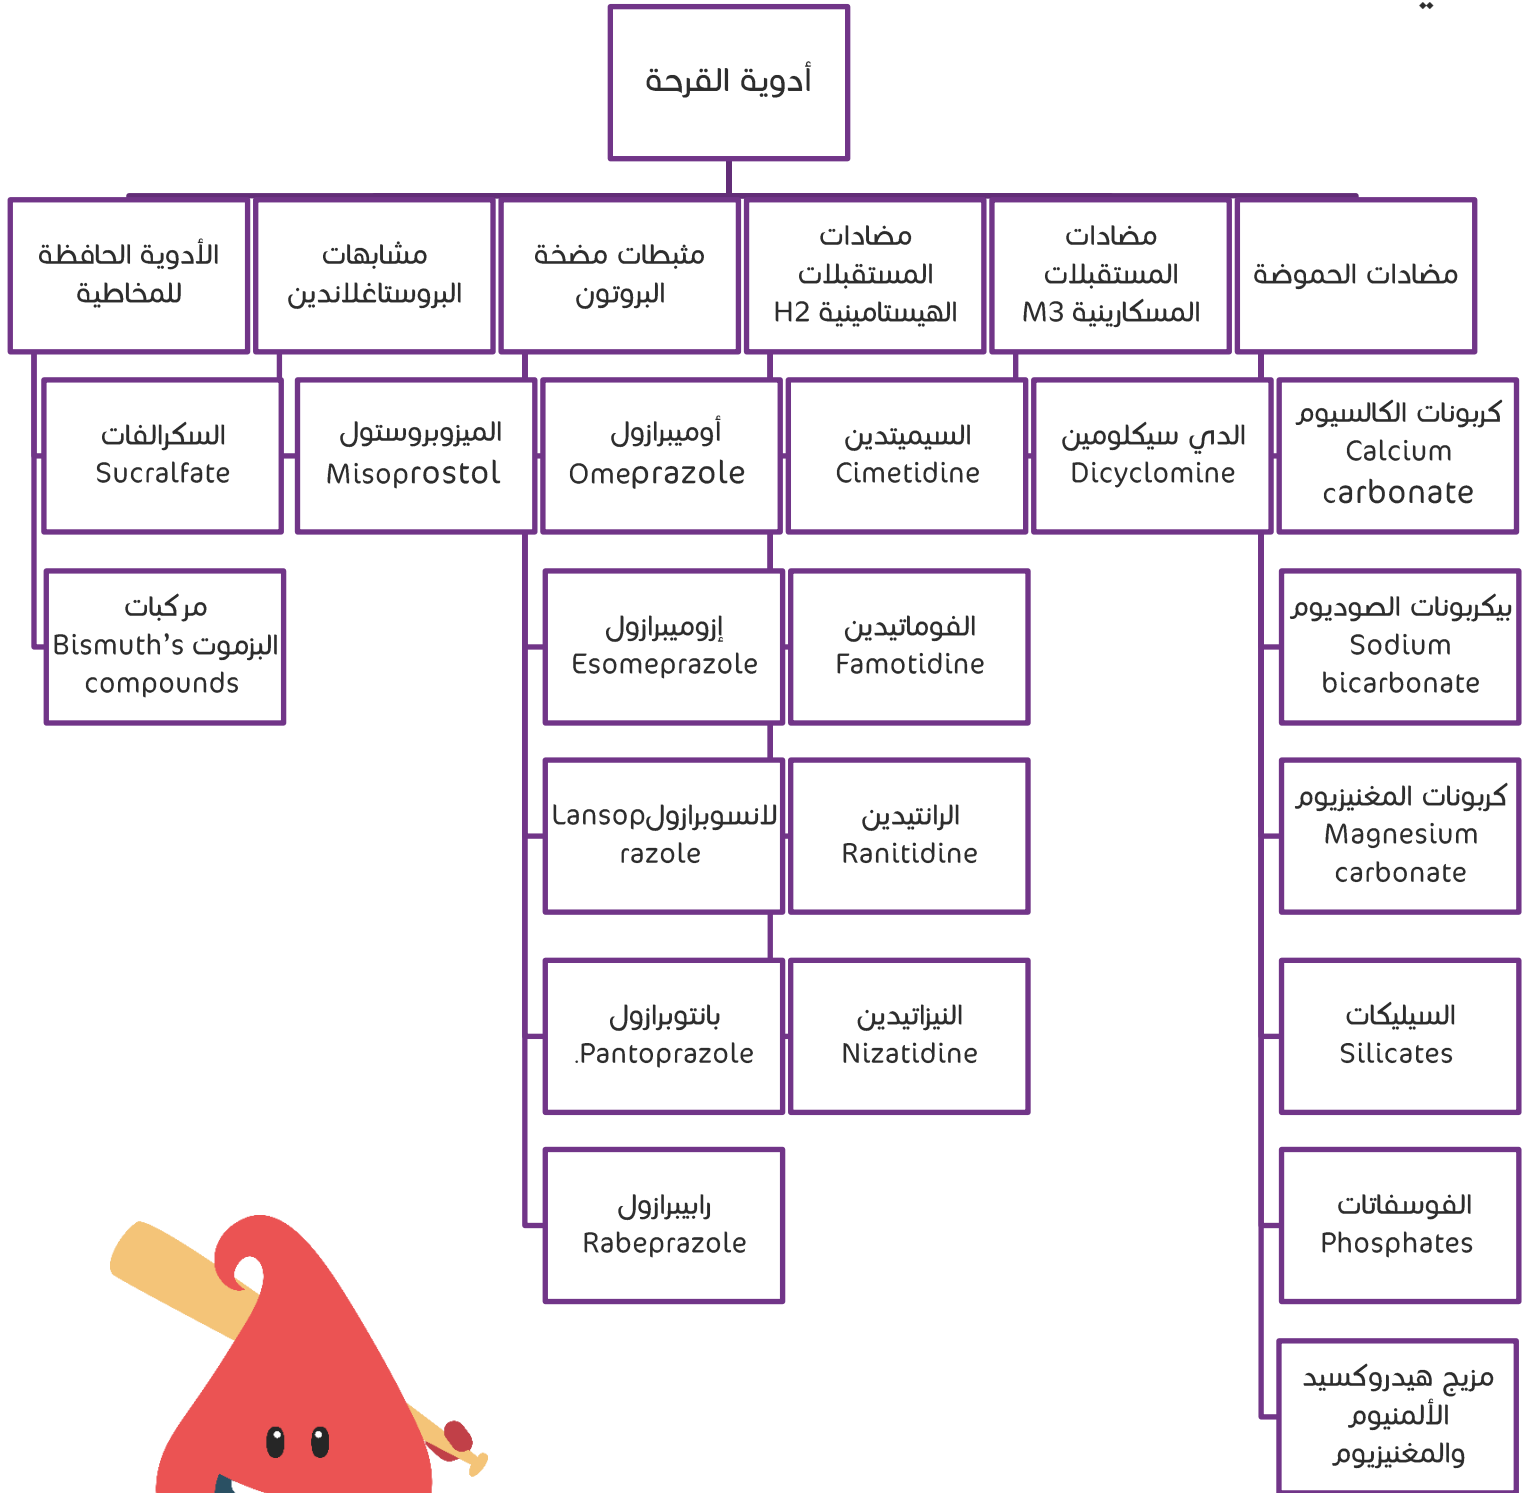 أدوية القرحة
مضادات الحموضة
كربونات الكالسيوم
Calcium
carbonate
بيكربونات الصوديوم
Sodium
bicarbonate
كربونات المغنيزيوم
Magnesium
carbonate
السيليكات
Silicates
الفوسفاتات
Phosphates
مزيج هيدروكسيد
الألمنيوم
والمغنيزيوم
مضادات
المستقبلات
المسكارينية M3
الدي سيكلومين
Dicyclomine
مضادات
المستقبلات
الهيستامينية H2
السيميتدين
Cimetidine
الفوماتيدين
Famotidine
الرانتيدين
Ranitidine
النيزاتيدين
Nizatidine
مثبطات مضخة
البروتون
أوميبرازول
Omeprazole
إزوميبرازول
Esomeprazole
لانسوبرازولLansop
razole
بانتوبرازول
.Pantoprazole
رابيبرازول
Rabeprazole
مشابهات
البروستاغلاندين
الميزوبروستول
Misoprostol
الأدوية الحافظة
للمخاطية
السكرالفات
Sucralfate
مركبات
البزموت Bismuth’s
compounds